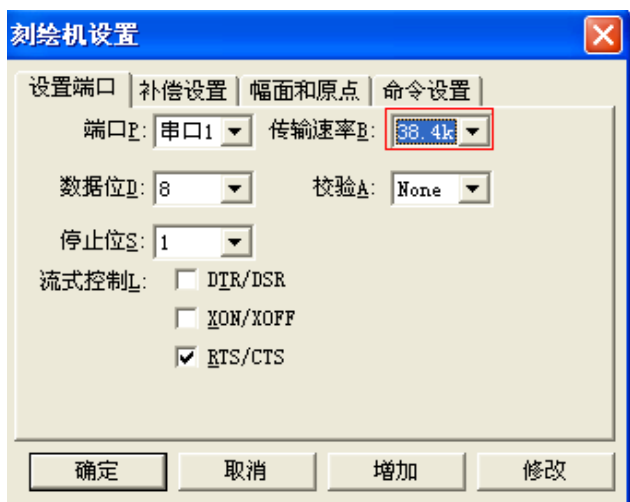 刻绘机设置
设置端口 补偿设置 幅面和原点 命令设置
端口P: 串口1 传输速率B: 38.4k
数据位D: 8 校验A: None
停止位S: 1
流式控制L: DTR/DSR
XON/XOFF
RTS/CTS
确定 取消 增加 修改